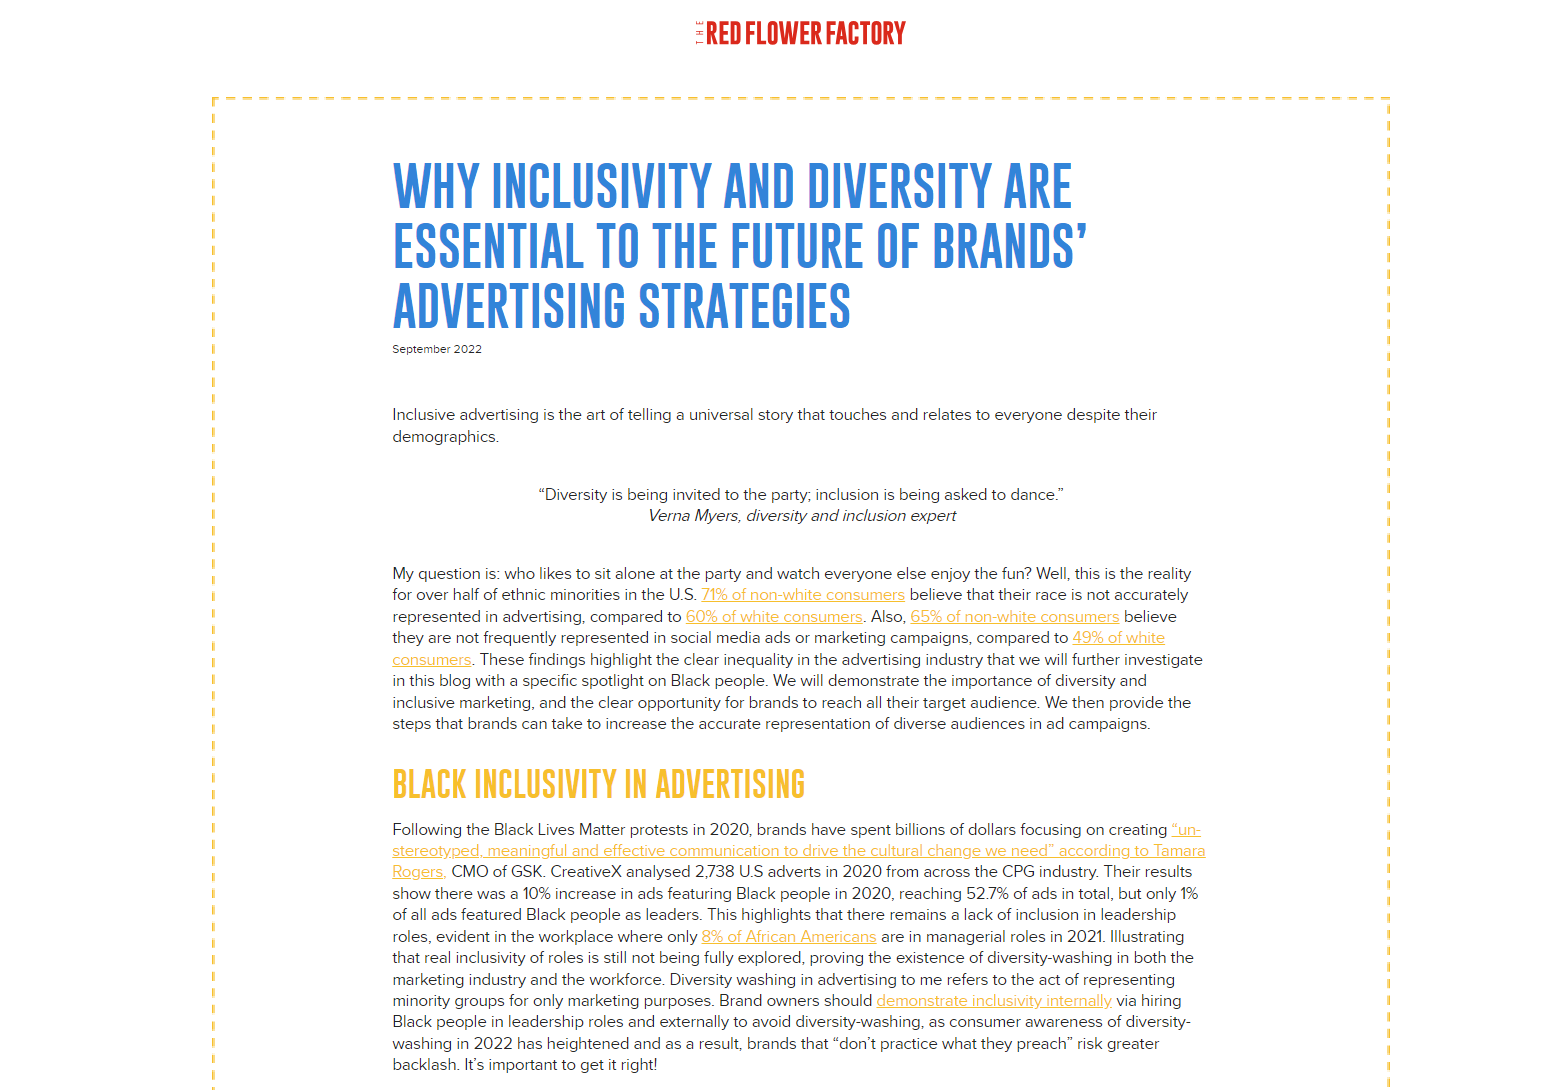 THE RED FLOWER FACTORY
WHY INCLUSIVITY AND DIVERSITY ARE
ESSENTIAL TO THE FUTURE OF BRANDS’
ADVERTISING STRATEGIES
September 2022
Inclusive advertising is the art of telling a universal story that touches and relates to everyone despite their
demographics.
“Diversity is being invited to the party; inclusion is being asked to dance.”
Verna Myers, diversity and inclusion expert
My question is: who likes to sit alone at the party and watch everyone else enjoy the fun? Well, this is the reality
for over half of ethnic minorities in the U.S. 71% of non-white consumers believe that their race is not accurately
represented in advertising, compared to 60% of white consumers. Also, 65% of non-white consumers believe
they are not frequently represented in social media ads or marketing campaigns, compared to 49% of white
consumers. These findings highlight the clear inequality in the advertising industry that we will further investigate
in this blog with a specific spotlight on Black people. We will demonstrate the importance of diversity and
inclusive marketing, and the clear opportunity for brands to reach all their target audience. We then provide the
steps that brands can take to increase the accurate representation of diverse audiences in ad campaigns.
BLACK INCLUSIVITY IN ADVERTISING
Following the Black Lives Matter protests in 2020, brands have spent billions of dollars focusing on creating “un-
stereotyped, meaningful and effective communication to drive the cultural change we need” according to Tamara
Rogers, CMO of GSK. CreativeX analysed 2,738 U.S adverts in 2020 from across the CPG industry. Their results
show there was a 10% increase in ads featuring Black people in 2020, reaching 52.7% of ads in total, but only 1%
of all ads featured Black people as leaders. This highlights that there remains a lack of inclusion in leadership
roles, evident in the workplace where only 8% of African Americans are in managerial roles in 2021. Illustrating
that real inclusivity of roles is still not being fully explored, proving the existence of diversity-washing in both the
marketing industry and the workforce. Diversity washing in advertising to me refers to the act of representing
minority groups for only marketing purposes. Brand owners should demonstrate inclusivity internally via hiring
Black people in leadership roles and externally to avoid diversity-washing, as consumer awareness of diversity-
washing in 2022 has heightened and as a result, brands that “don’t practice what they preach” risk greater
backlash. It’s important to get it right!